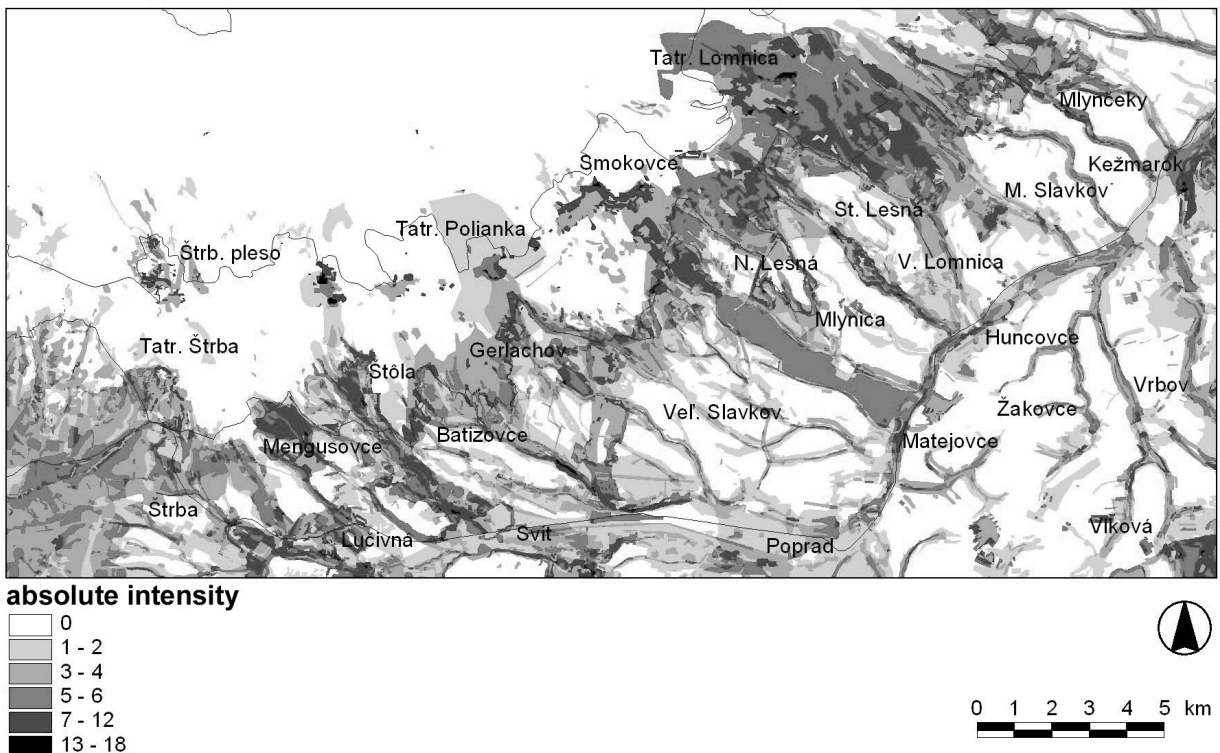 Tatr. Lomnica
Mlynčeky
Smokovce
Kežmarok
M. Slavkov
St. Lesná
Tatr. Polianka
Štrb. pleso
N. Lesná
V. Lomnica
Mlynica
Huncovce
Tatr. Štrba
Gerlachov
Štôla
Vrbov
Žakovce
Veľ. Slavkov
Batizovce
Matejovce
Mengusovce
Štrba
Vlková
Lučivná
Svit
Poprad
absolute intensity
0
1 - 2
3 - 4
5 - 6
7 - 12
13 - 18
0 1 2 3 4 5 km